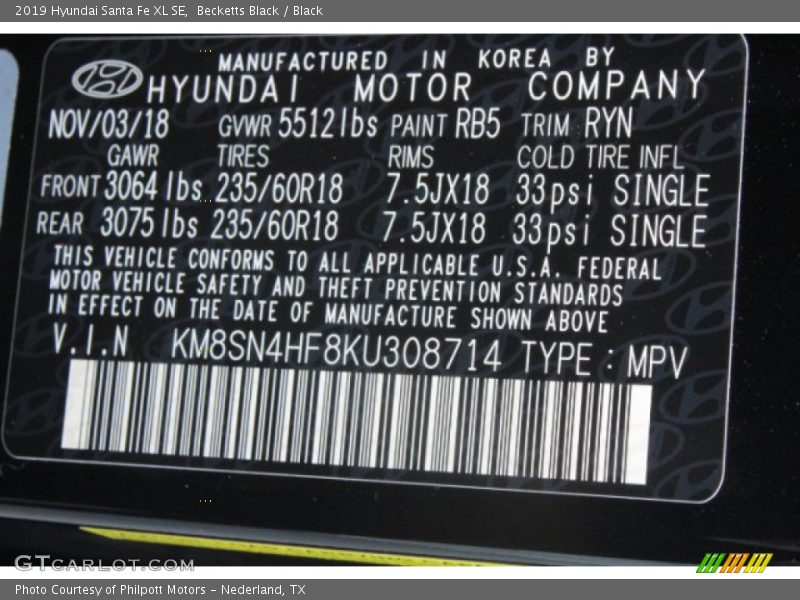 2019 Hyundai Santa Fe XL SE, Becketts Black / Black
MANUFACTURED IN KOREA BY
HYUNDAI MOTOR COMPANY
NOV/03/18 GVWR 5512lbs PAINT RB5 TRIM RYN
GAWR TIRES RIMS COLD TIRE INFL
FRONT 3064 lbs 235/60R18 7.5JX18 33psi SINGLE
REAR 3075 lbs 235/60R18 7.5JX18 33psi SINGLE
THIS VEHICLE CONFORMS TO ALL APPLICABLE U.S.A. FEDERAL
MOTOR VEHICLE SAFETY AND THEFT PREVENTION STANDARDS
IN EFFECT ON THE DATE OF MANUFACTURE SHOWN ABOVE
V.I.N KM8SN4HF8KU308714 TYPE : MPV
GTCARLOT.COM
Photo Courtesy of Philpott Motors - Nederland, TX